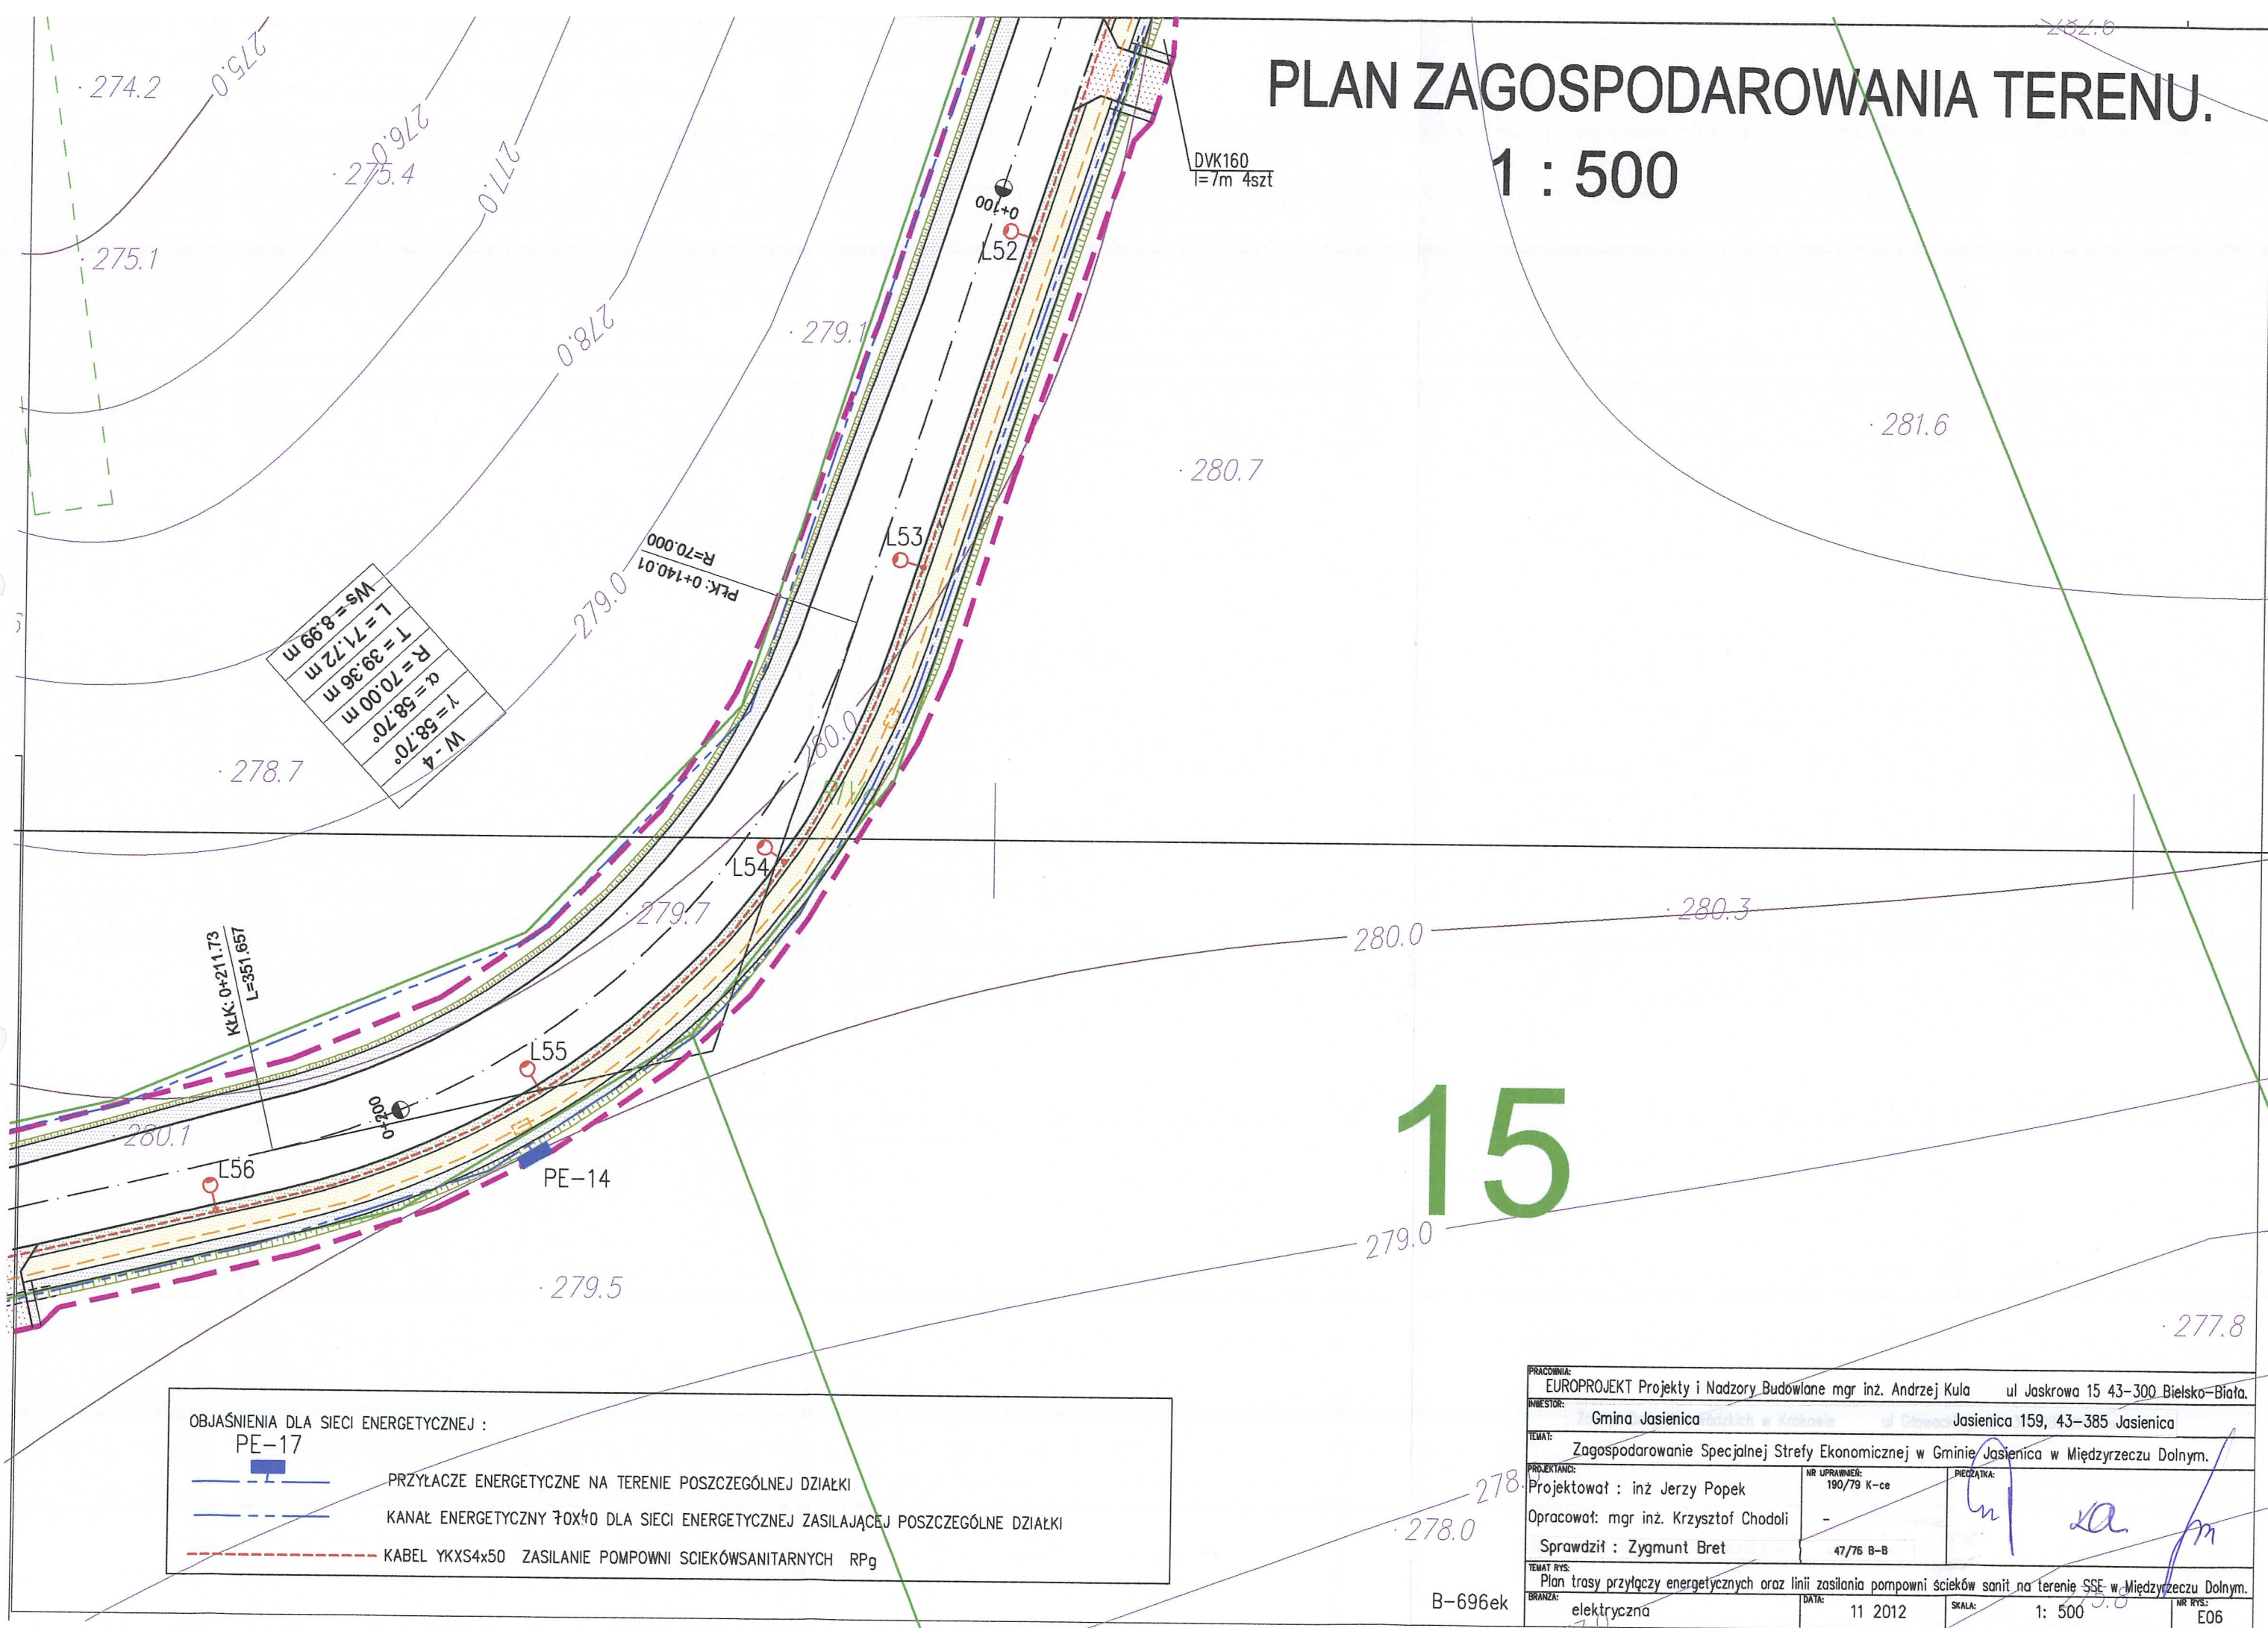 PLAN ZAGOSPODAROWANIA TERENU.
1 : 500
282.6
274.2
275.0
276.0
275.4
277.0
275.1
278.0
279.1
DVK160
l=7m 4szt
0+100
L52
281.6
280.7
L53
PŁK: 0+140.01
R=70.000
279.0
W - 4
γ = 58.70°
α = 58.70°
R = 70.00 m
T = 39.36 m
L = 71.72 m
Ws = 8.99 m
278.7
280.0
L54
279.7
280.3
280.0
KŁK: 0+211.73
L=351.657
L55
0+200
280.1
L56
PE-14
15
279.0
279.5
277.8
278.0
OBJAŚNIENIA DLA SIECI ENERGETYCZNEJ :
PE-17
PRZYŁACZE ENERGETYCZNE NA TERENIE POSZCZEGÓLNEJ DZIAŁKI
KANAŁ ENERGETYCZNY 70X40 DLA SIECI ENERGETYCZNEJ ZASILAJĄCEJ POSZCZEGÓLNE DZIAŁKI
KABEL YKXS4x50 ZASILANIE POMPOWNI SCIEKÓWSANITARNYCH RPg
B-696ek
PRACOWNIA:
EUROPROJEKT Projekty i Nadzory Budowlane mgr inż. Andrzej Kula ul Jaskrowa 15 43-300 Bielsko-Biała.
INWESTOR:
Gmina Jasienica Jasienica 159, 43-385 Jasienica
TEMAT:
Zagospodarowanie Specjalnej Strefy Ekonomicznej w Gminie Jasienica w Międzyrzeczu Dolnym.
PROJEKTANCI: NR UPRAWNIEŃ: PIECZĄTKA:
Projektował : inż Jerzy Popek 190/79 K-ce
Opracował: mgr inż. Krzysztof Chodoli -
Sprawdził : Zygmunt Bret 47/76 B-B
TEMAT RYS:
Plan trasy przyłączy energetycznych oraz linii zasilania pompowni ścieków sanit na terenie SSE w Międzyrzeczu Dolnym.
BRANŻA: elektryczna DATA: 11 2012 SKALA: 1: 500 NR RYS.: E06